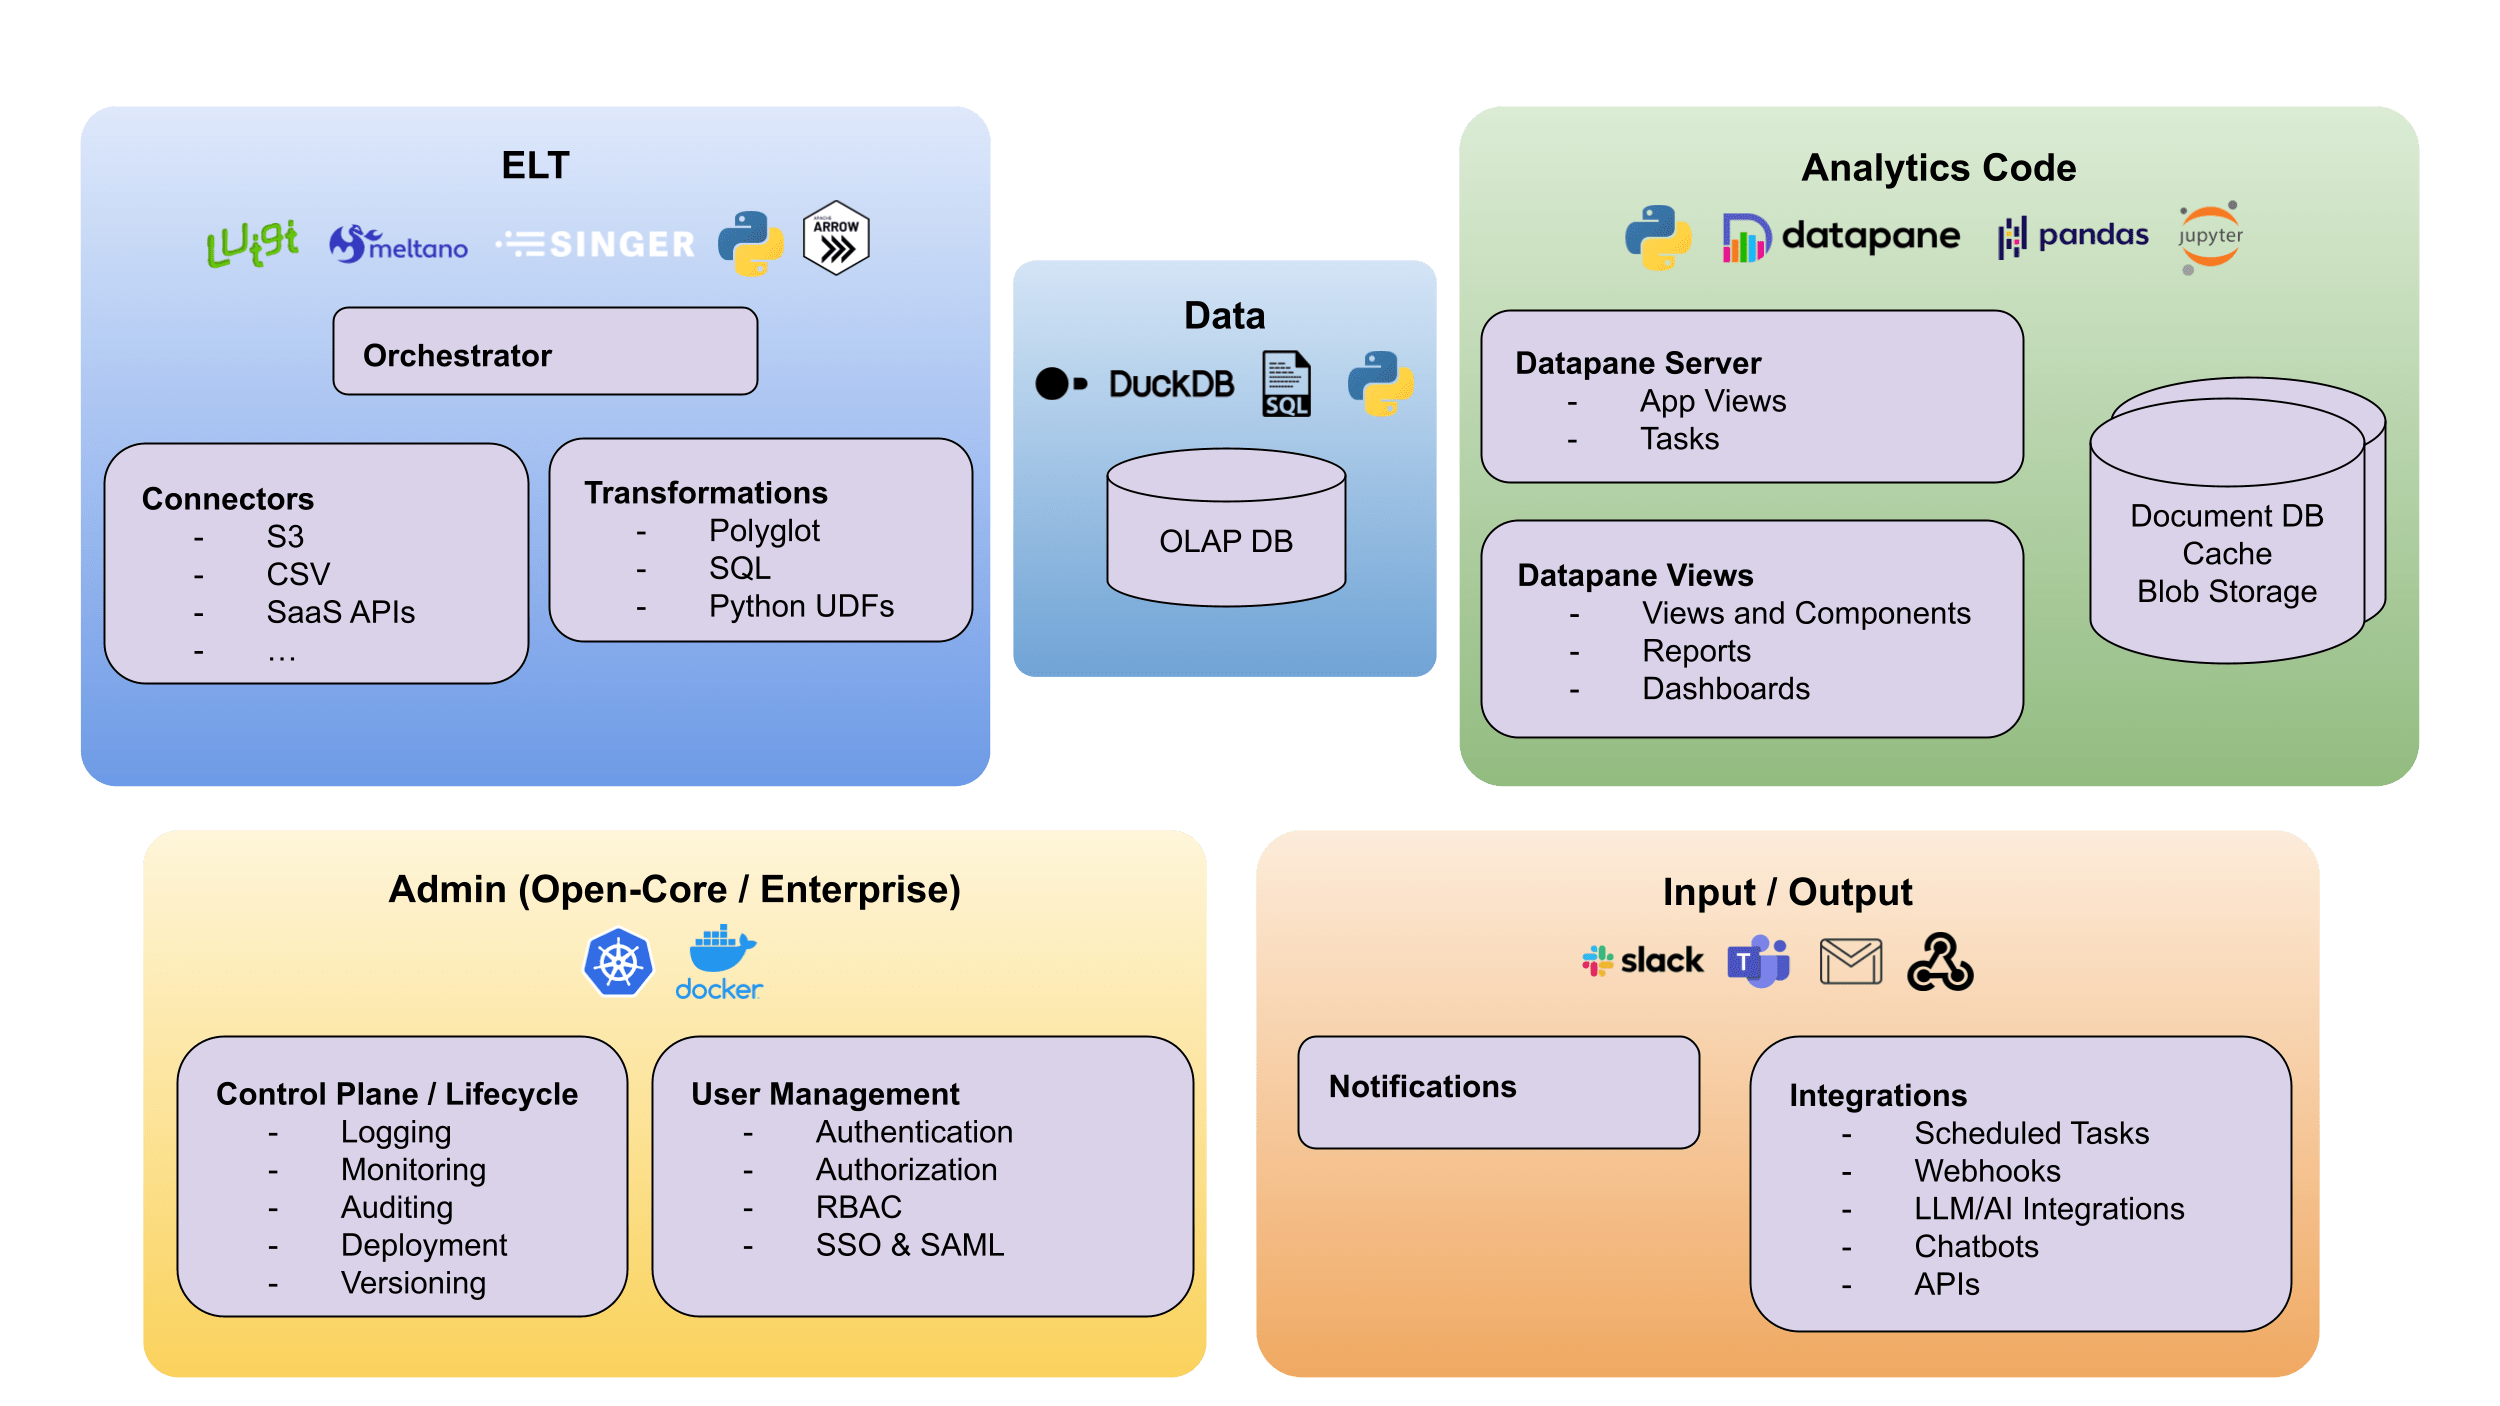 ELT
Luigi
meltano
SINGER
APACHE
ARROW
Orchestrator
Connectors
- S3
- CSV
- SaaS APIs
- …
Transformations
- Polyglot
- SQL
- Python UDFs
Data
DuckDB
SQL
OLAP DB
Analytics Code
datapane
pandas
jupyter
Datapane Server
- App Views
- Tasks
Datapane Views
- Views and Components
- Reports
- Dashboards
Document DB
Cache
Blob Storage
Admin (Open-Core / Enterprise)
docker
Control Plane / Lifecycle
- Logging
- Monitoring
- Auditing
- Deployment
- Versioning
User Management
- Authentication
- Authorization
- RBAC
- SSO & SAML
Input / Output
slack
T
Notifications
Integrations
- Scheduled Tasks
- Webhooks
- LLM/AI Integrations
- Chatbots
- APIs